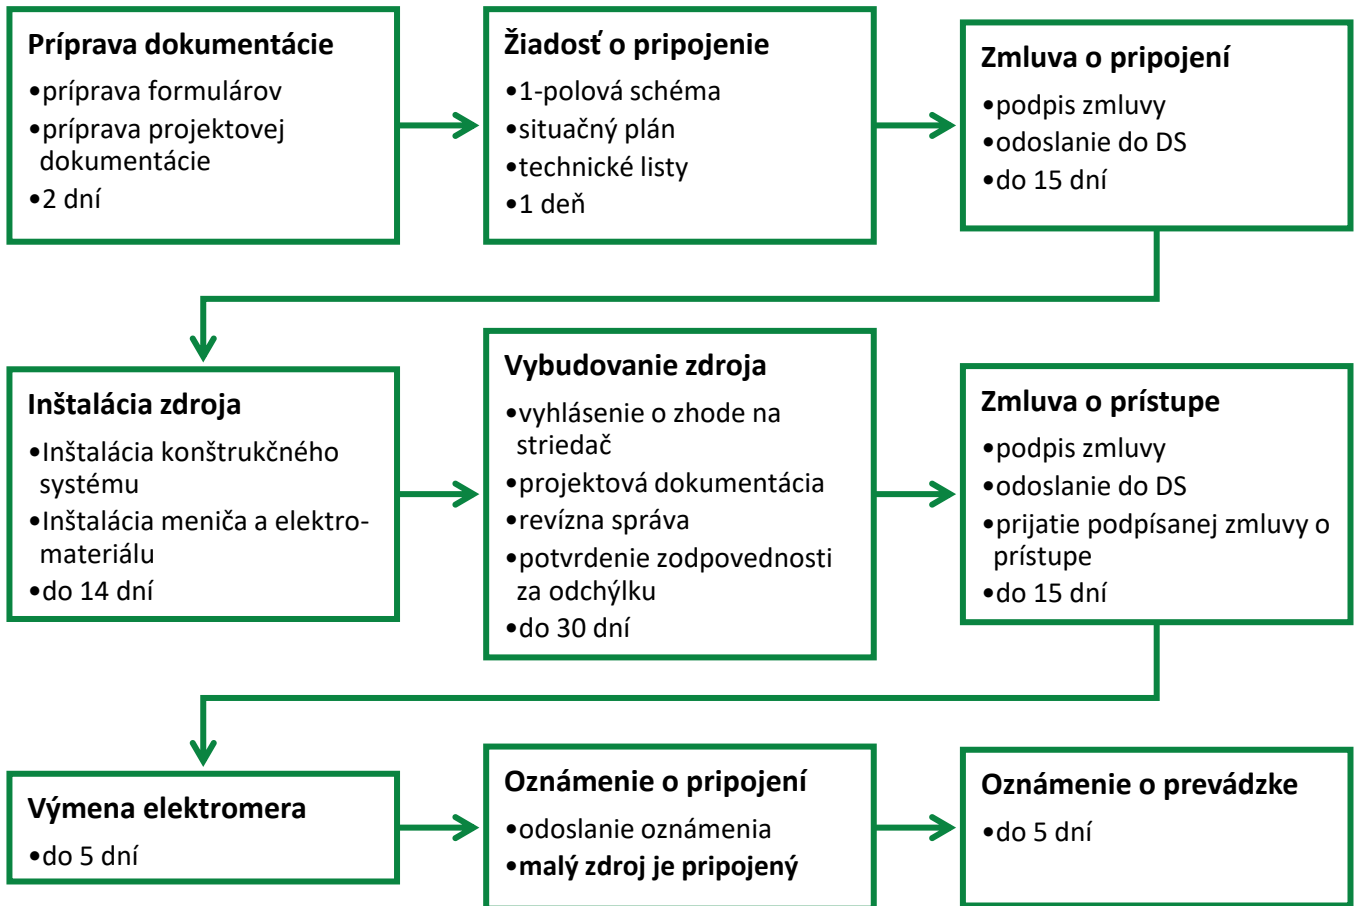 Príprava dokumentácie
•príprava formulárov
•príprava projektovej
dokumentácie
•2 dní
Žiadosť o pripojenie
•1-polová schéma
•situačný plán
•technické listy
•1 deň
Zmluva o pripojení
•podpis zmluvy
•odoslanie do DS
•do 15 dní
Inštalácia zdroja
•Inštalácia konštrukčného
systému
•Inštalácia meniča a elektro-
materiálu
•do 14 dní
Vybudovanie zdroja
•vyhlásenie o zhode na
striedač
•projektová dokumentácia
•revízna správa
•potvrdenie zodpovednosti
za odchýlku
•do 30 dní
Zmluva o prístupe
•podpis zmluvy
•odoslanie do DS
•prijatie podpísanej zmluvy o
prístupe
•do 15 dní
Výmena elektromera
•do 5 dní
Oznámenie o pripojení
•odoslanie oznámenia
•malý zdroj je pripojený
Oznámenie o prevádzke
•do 5 dní